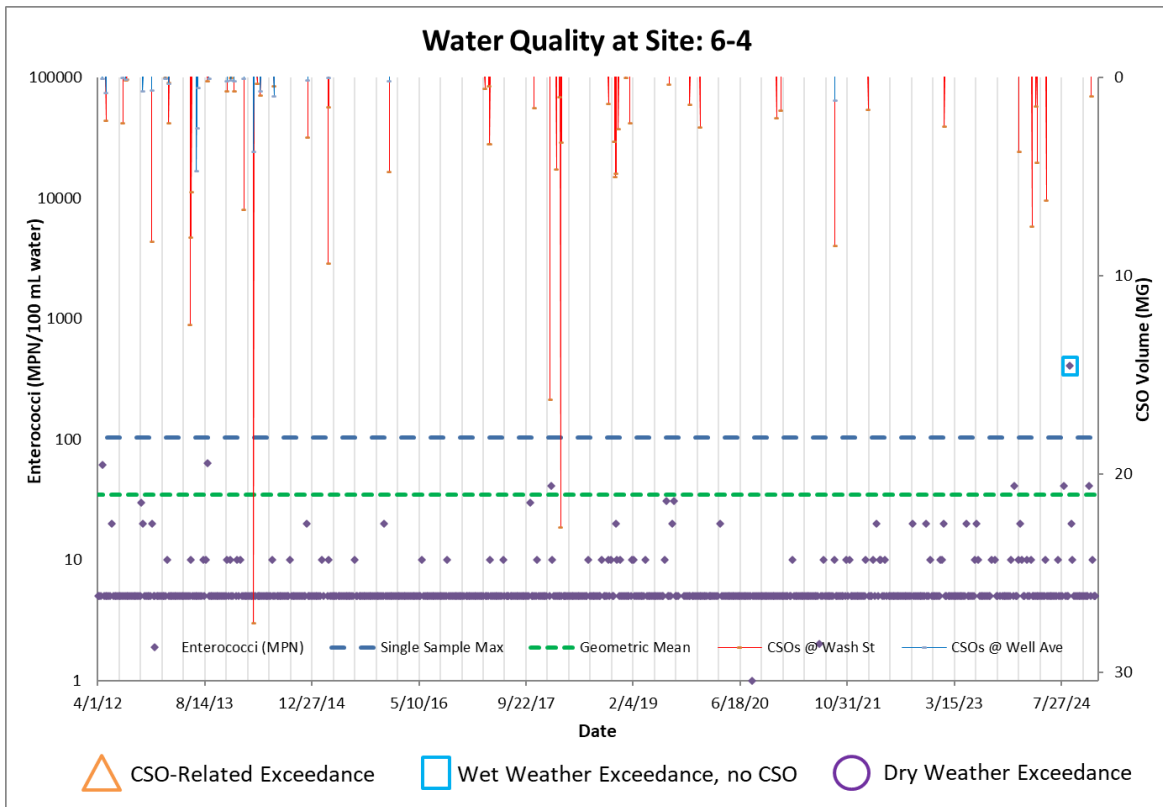 Water Quality at Site: 6-4
Enterococci (MPN/100 mL water)
100000
10000
1000
100
10
1
CSO Volume (MG)
0
10
20
30
Enterococci (MPN) Single Sample Max Geometric Mean CSOs @ Wash St CSOs @ Well Ave
4/1/12 8/14/13 12/27/14 5/10/16 9/22/17 2/4/19 6/18/20 10/31/21 3/15/23 7/27/24
Date
CSO-Related Exceedance Wet Weather Exceedance, no CSO Dry Weather Exceedance